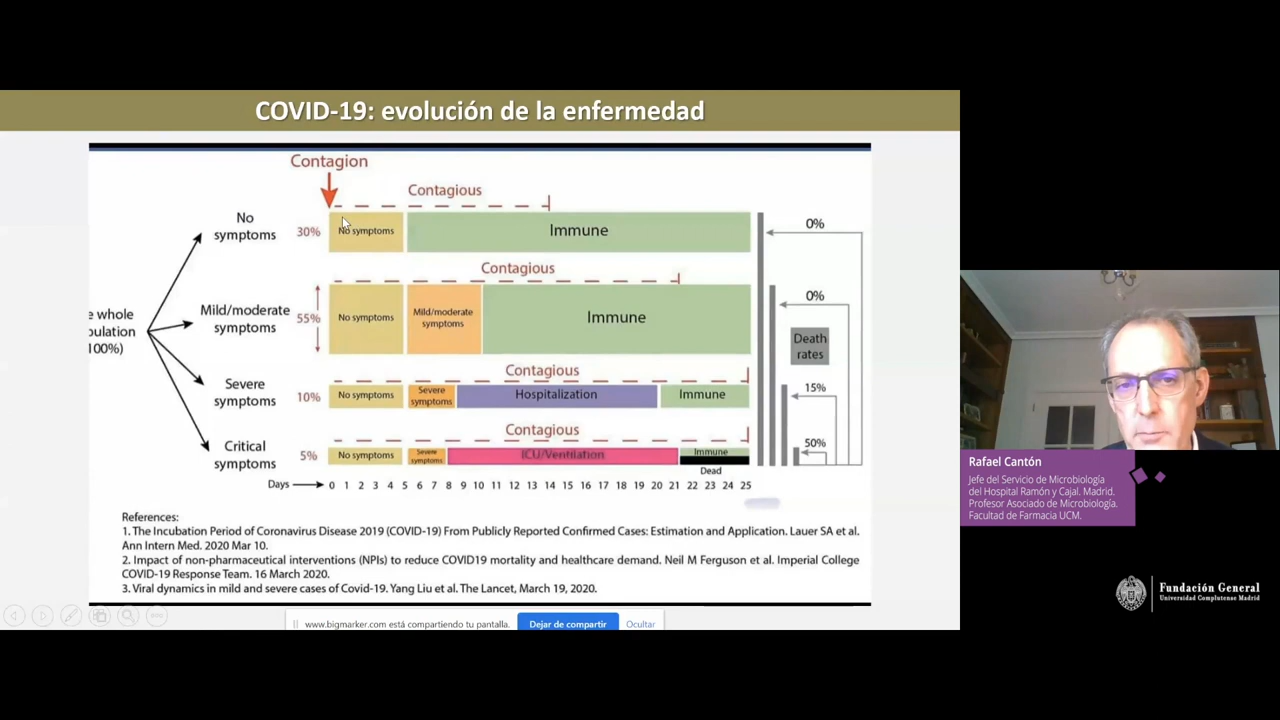 COVID-19: evolución de la enfermedad
Contagion
Contagious
No
symptoms
30%
No symptoms
Immune
0%
Contagious
e whole
pulation
100%)
Mild/moderate
symptoms
55%
No symptoms
Mild/moderate
symptoms
Immune
0%
Death
rates
Contagious
Severe
symptoms
10%
No symptoms
Severe
symptoms
Hospitalization
Immune
15%
Contagious
Critical
symptoms
5%
No symptoms
Severe
symptoms
ICU/Ventilation
Immune
Dead
50%
Days 0 1 2 3 4 5 6 7 8 9 10 11 12 13 14 15 16 17 18 19 20 21 22 23 24 25
References:
1. The Incubation Period of Coronavirus Disease 2019 (COVID-19) From Publicly Reported Confirmed Cases: Estimation and Application. Lauer SA et al.
Ann Intern Med. 2020 Mar 10.
2. Impact of non-pharmaceutical interventions (NPIs) to reduce COVID19 mortality and healthcare demand. Neil M Ferguson et al. Imperial College
COVID-19 Response Team. 16 March 2020.
3. Viral dynamics in mild and severe cases of Covid-19. Yang Liu et al. The Lancet, March 19, 2020.
www.bigmarker.com está compartiendo tu pantalla.
Dejar de compartir
Ocultar
Rafael Cantón
Jefe del Servicio de Microbiología
del Hospital Ramón y Cajal. Madrid.
Profesor Asociado de Microbiología.
Facultad de Farmacia UCM.
Fundación General
Universidad Complutense Madrid